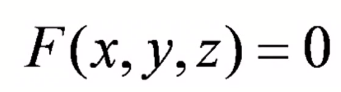 F(x, y, z) = 0